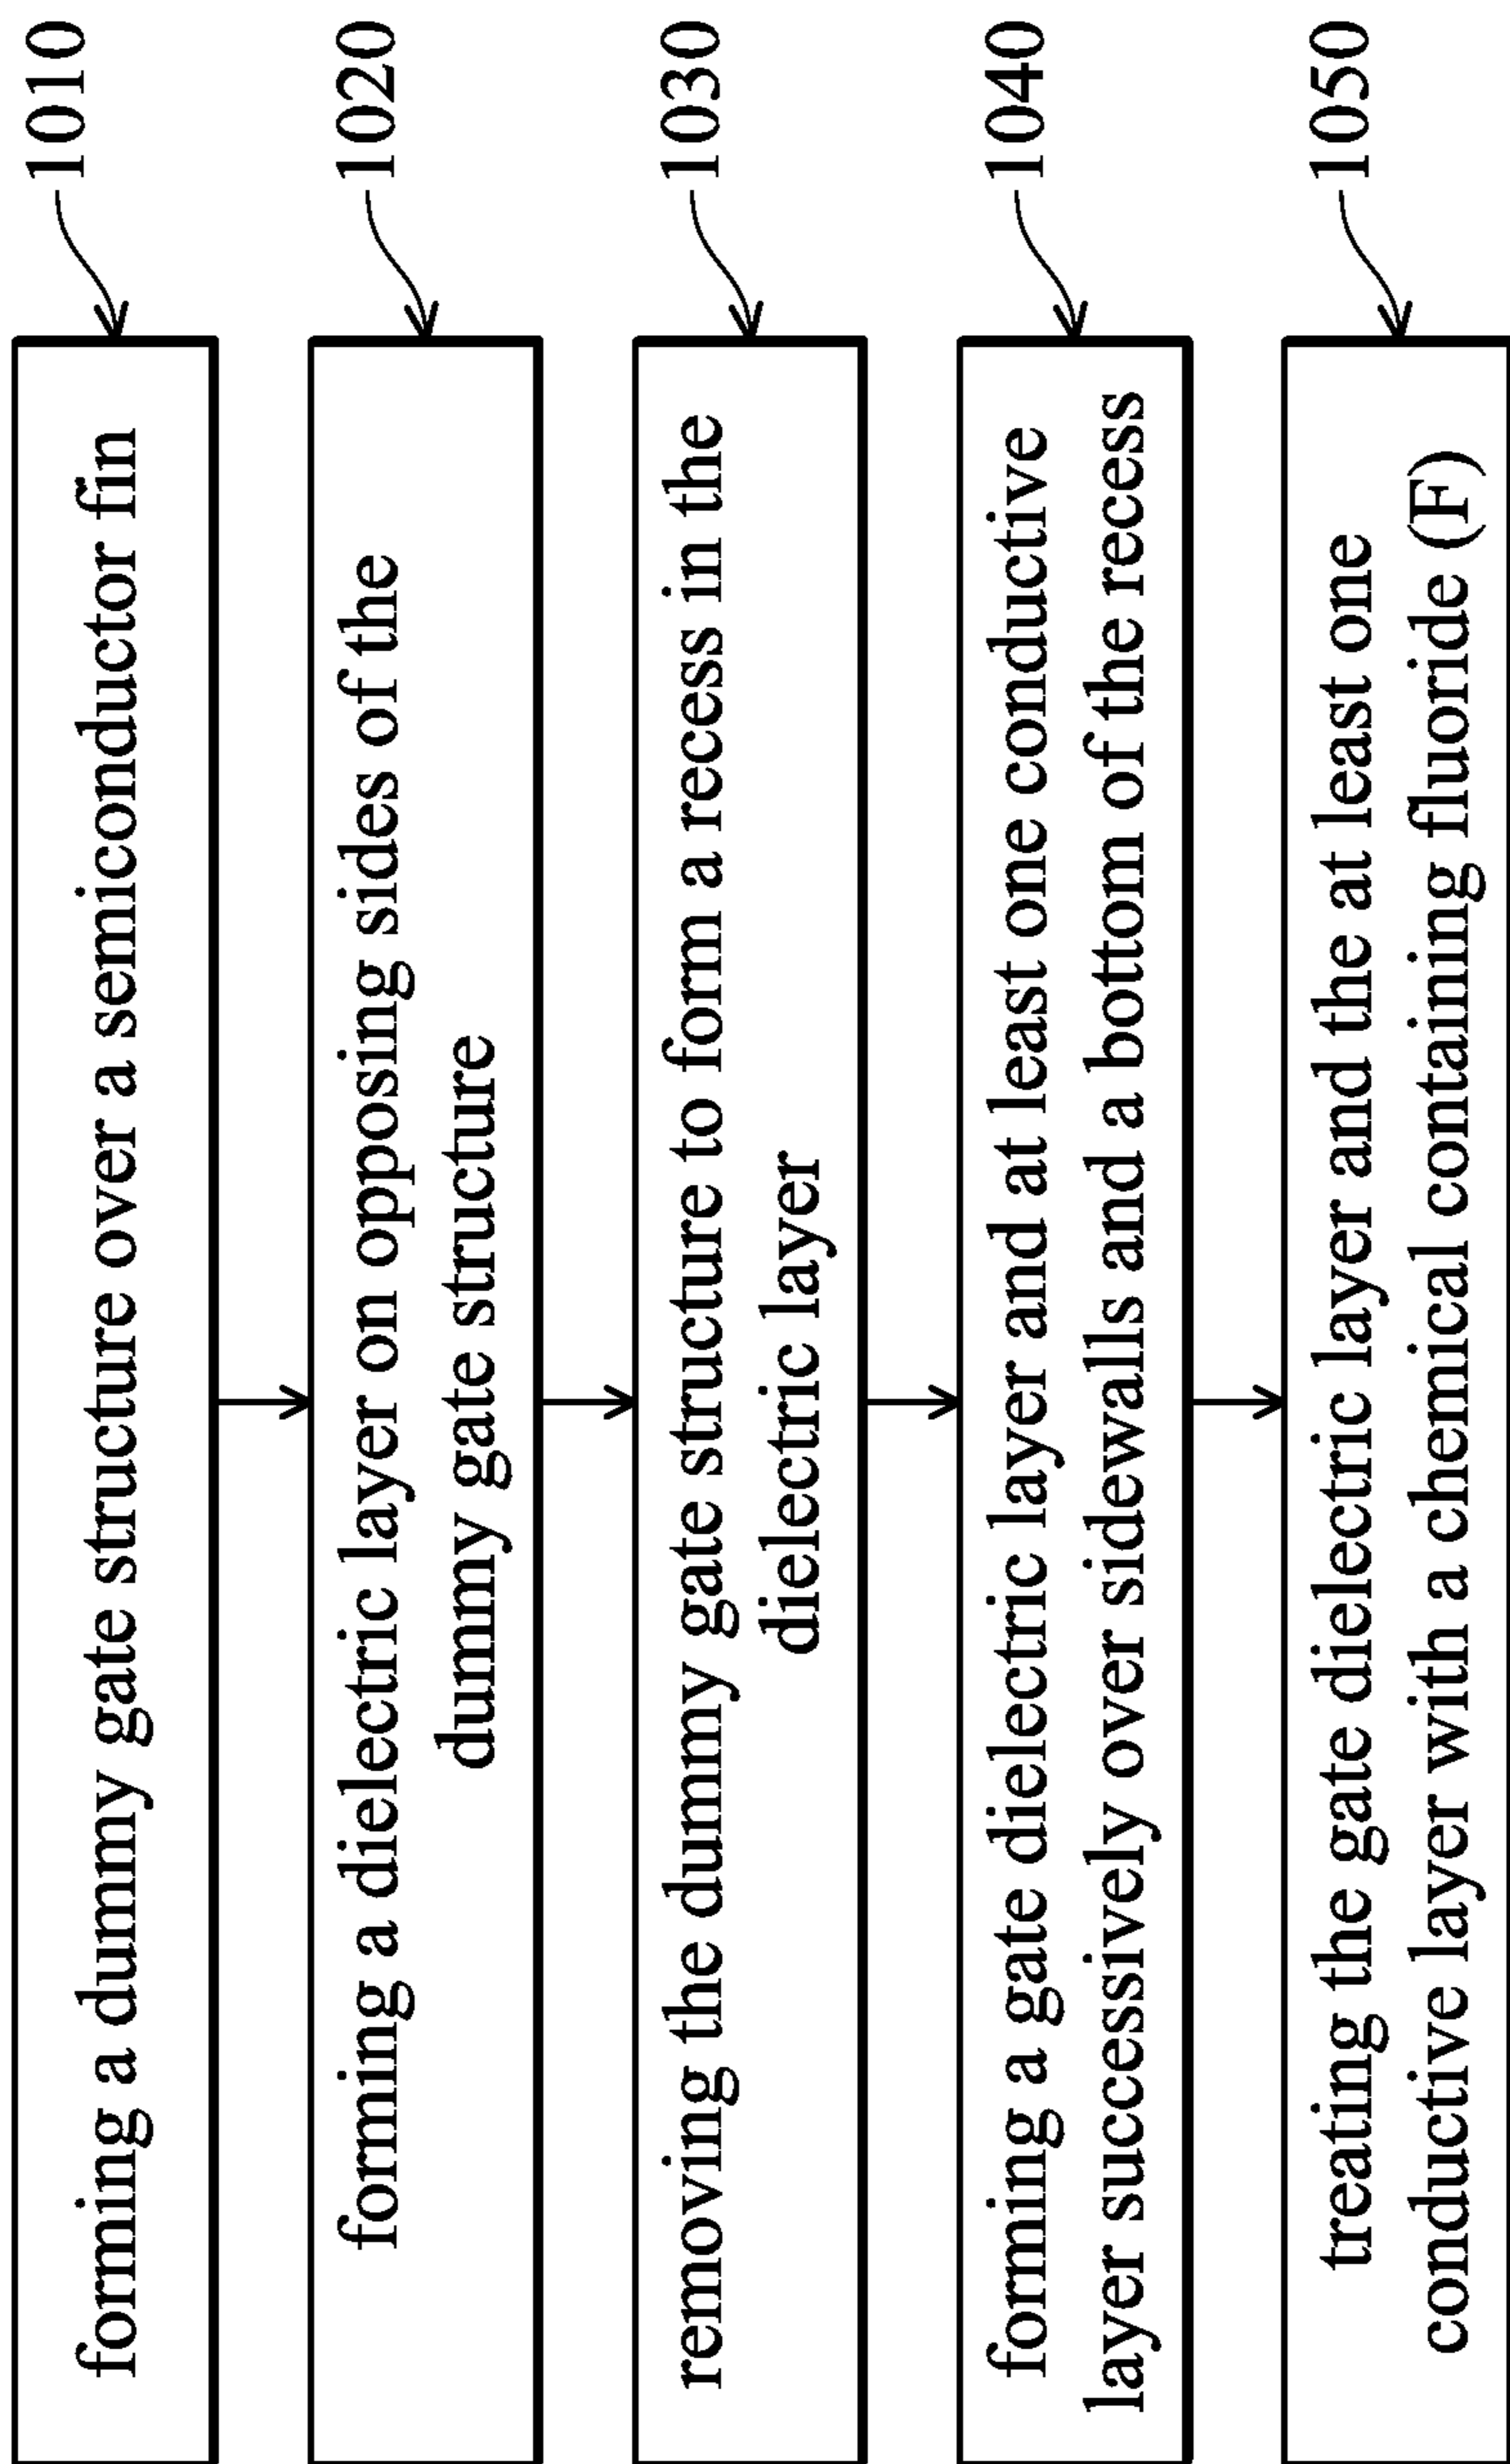 forming a dummy gate structure over a semiconductor fin
1010
forming a dielectric layer on opposing sides of the
dummy gate structure
1020
removing the dummy gate structure to form a recess in the
dielectric layer
1030
forming a gate dielectric layer and at least one conductive
layer successively over sidewalls and a bottom of the recess
1040
treating the gate dielectric layer and the at least one
conductive layer with a chemical containing fluoride (F)
1050